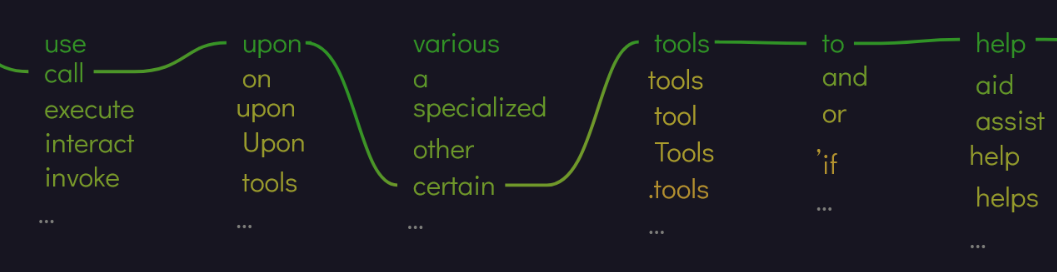 use
call
execute
interact
invoke
...
upon
on
upon
Upon
tools
...
various
a
specialized
other
certain
...
tools
tools
tool
Tools
.tools
...
to
and
or
'if
...
help
aid
assist
help
helps
...